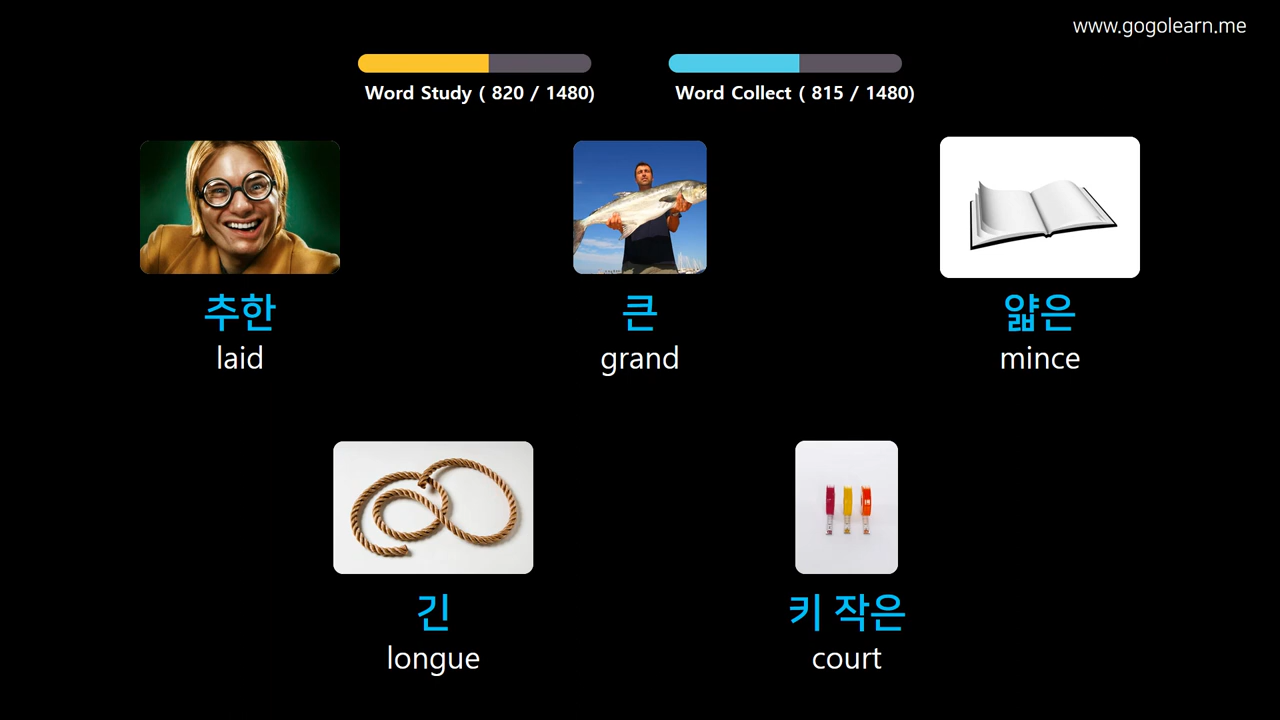 www.gogolearn.me
Word Study ( 820 / 1480)
Word Collect ( 815 / 1480)
추한
laid
큰
grand
얇은
mince
긴
longue
키 작은
court